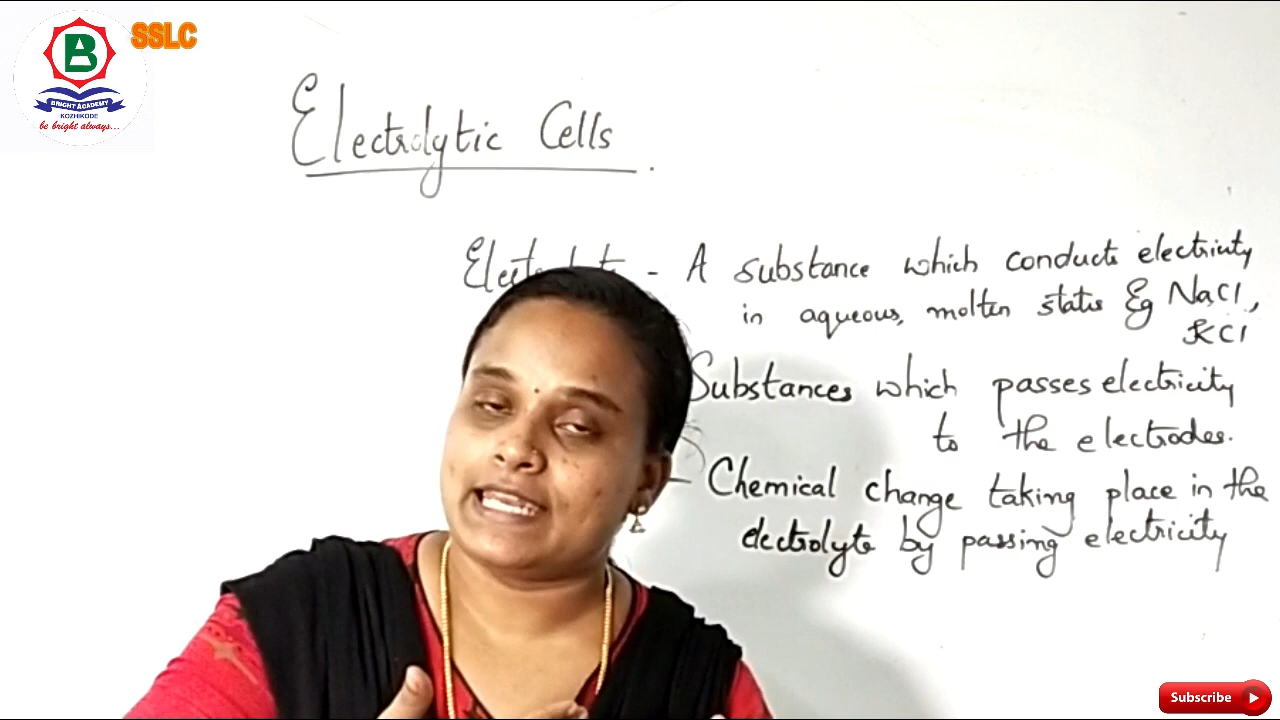 SSLC
B
BRIGHT ACADEMY
KOZHIKODE
be bright always...
Electrolytic Cells.
- A substance which conducts electricity
in aqueous, molten states Eg NaCl,
KCl
Substances which passes electricity
to the electrodes.
- Chemical change taking place in the
electrolyte by passing electricity
Subscribe